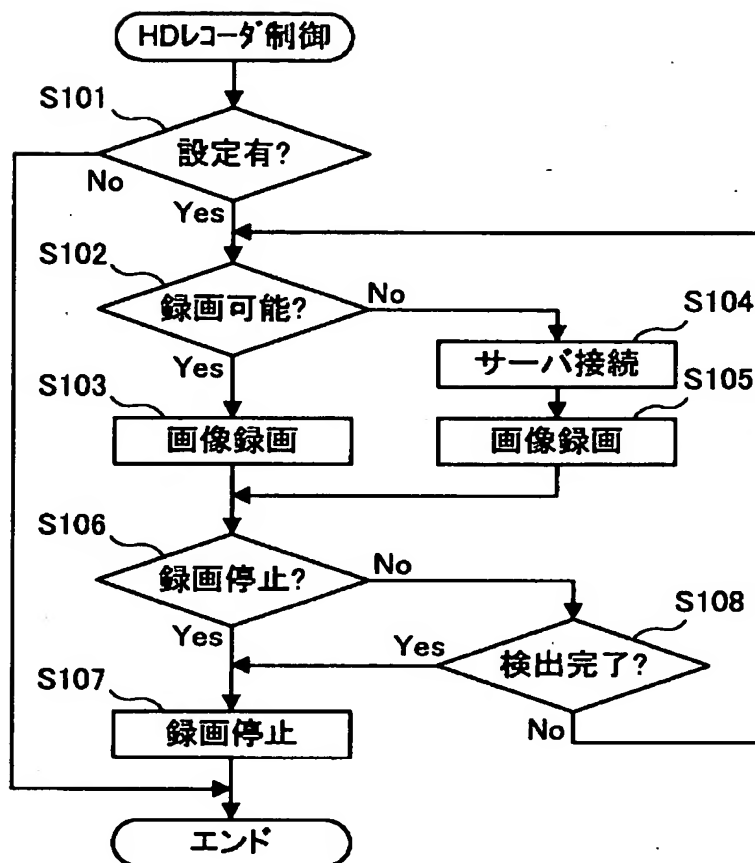 HDレコーダ制御
S101
設定有?
No
Yes
S102
録画可能?
No
S104
Yes
サーバ接続
S103
S105
画像録画
画像録画
S106
録画停止?
No
S108
Yes
Yes
検出完了?
S107
録画停止
No
エンド